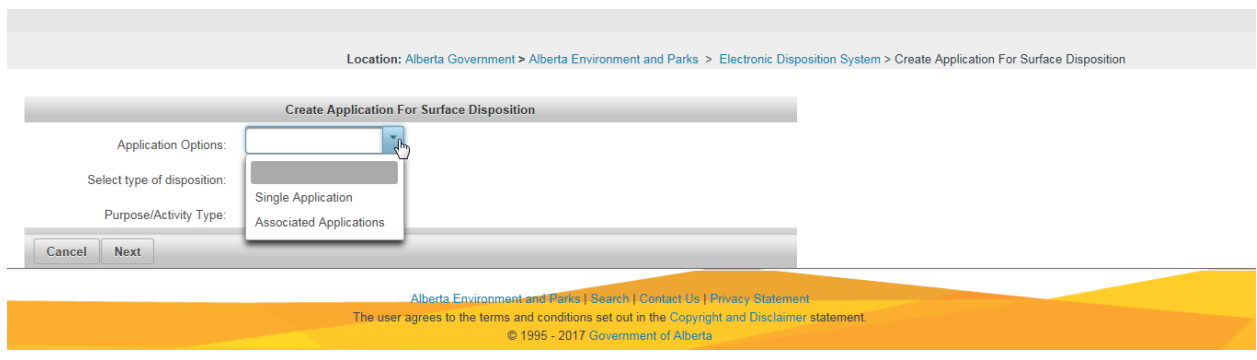 Location: Alberta Government > Alberta Environment and Parks > Electronic Disposition System > Create Application For Surface Disposition
Create Application For Surface Disposition
Application Options:
Select type of disposition:
Single Application
Purpose/Activity Type:
Associated Applications
Cancel Next
Alberta Environment and Parks | Search | Contact Us | Privacy Statement
The user agrees to the terms and conditions set out in the Copyright and Disclaimer statement.
© 1995 - 2017 Government of Alberta